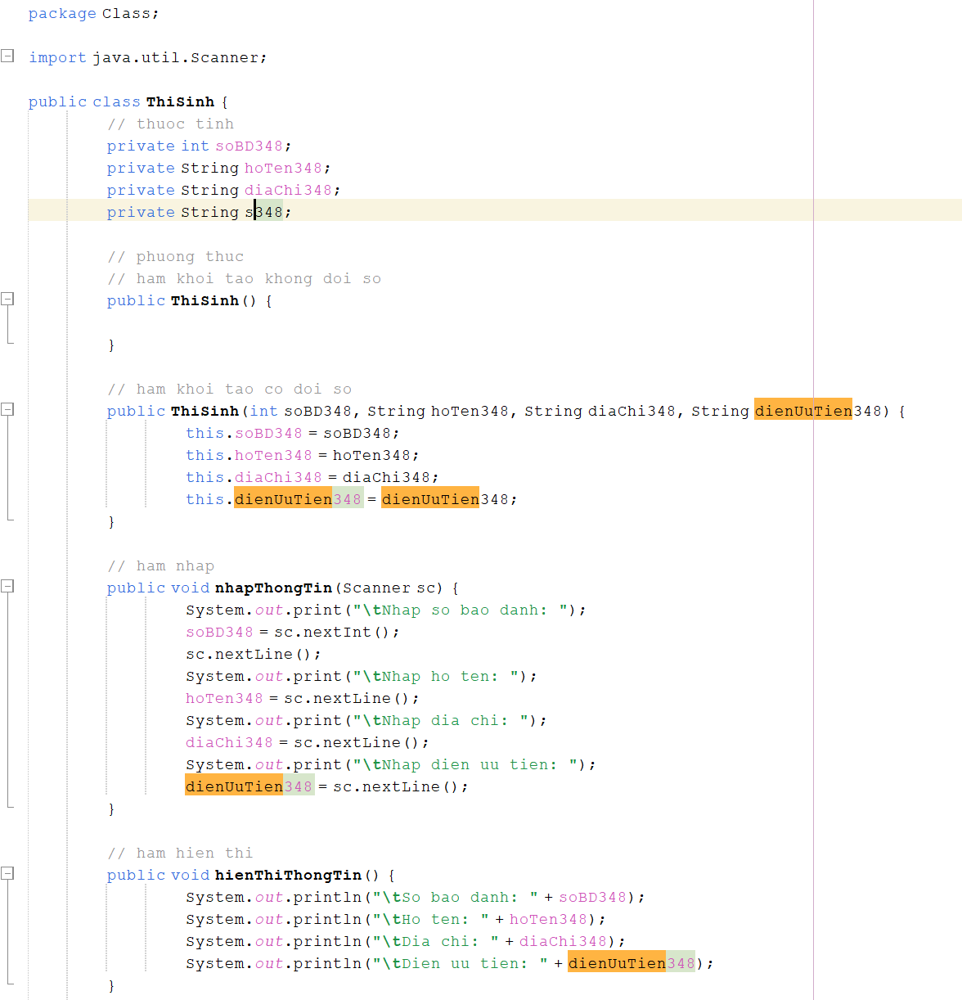 package Class;
import java.util.Scanner;
public class ThiSinh {
// thuoc tinh
private int soBD348;
private String hoTen348;
private String diaChi348;
private String s348;
// phuong thuc
// ham khoi tao khong doi so
public ThiSinh() {
}
// ham khoi tao co doi so
public ThiSinh(int soBD348, String hoTen348, String diaChi348, String dienUuTien348) {
this.soBD348 = soBD348;
this.hoTen348 = hoTen348;
this.diaChi348 = diaChi348;
this.dienUuTien348 = dienUuTien348;
}
// ham nhap
public void nhapThongTin(Scanner sc) {
System.out.print("\tNhap so bao danh: ");
soBD348 = sc.nextInt();
sc.nextLine();
System.out.print("\tNhap ho ten: ");
hoTen348 = sc.nextLine();
System.out.print("\tNhap dia chi: ");
diaChi348 = sc.nextLine();
System.out.print("\tNhap dien uu tien: ");
dienUuTien348 = sc.nextLine();
}
// ham hien thi
public void hienThiThongTin() {
System.out.println("\tSo bao danh: " + soBD348);
System.out.println("\tHo ten: " + hoTen348);
System.out.println("\tDia chi: " + diaChi348);
System.out.println("\tDien uu tien: " + dienUuTien348);
}